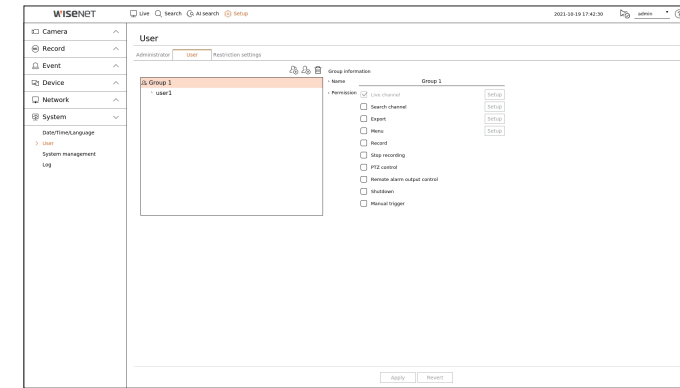 WISENET Live Search AI search Setup 2021-10-19 17:42:30 admin
Camera
Record
Event
Device
Network
System
Date/Time/Language
> User
System management
Log
User
Administrator User Restriction settings
Group 1
user1
Group information
• Name Group 1
• Permission Live channel Setup
Search channel Setup
Export Setup
Menu Setup
Record
Stop recording
PTZ control
Remote alarm output control
Shutdown
Manual trigger
Apply Revert